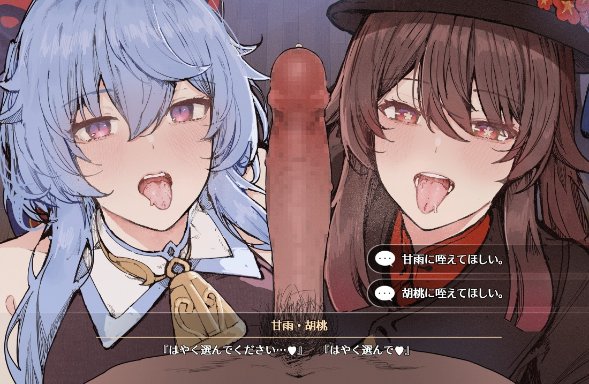 甘雨に咥えてほしい。
胡桃に咥えてほしい。
甘雨・胡桃
『はやく選んでください…♥』 『はやく選んで♥』